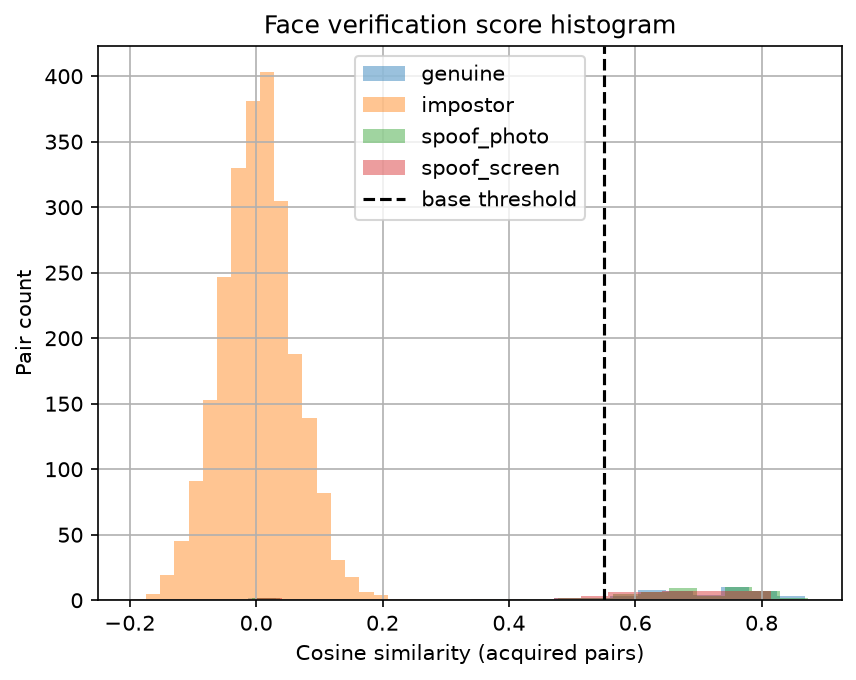 Face verification score histogram
genuine
impostor
spoof_photo
spoof_screen
base threshold
Pair count
400
350
300
250
200
150
100
50
0
−0.2 0.0 0.2 0.4 0.6 0.8
Cosine similarity (acquired pairs)